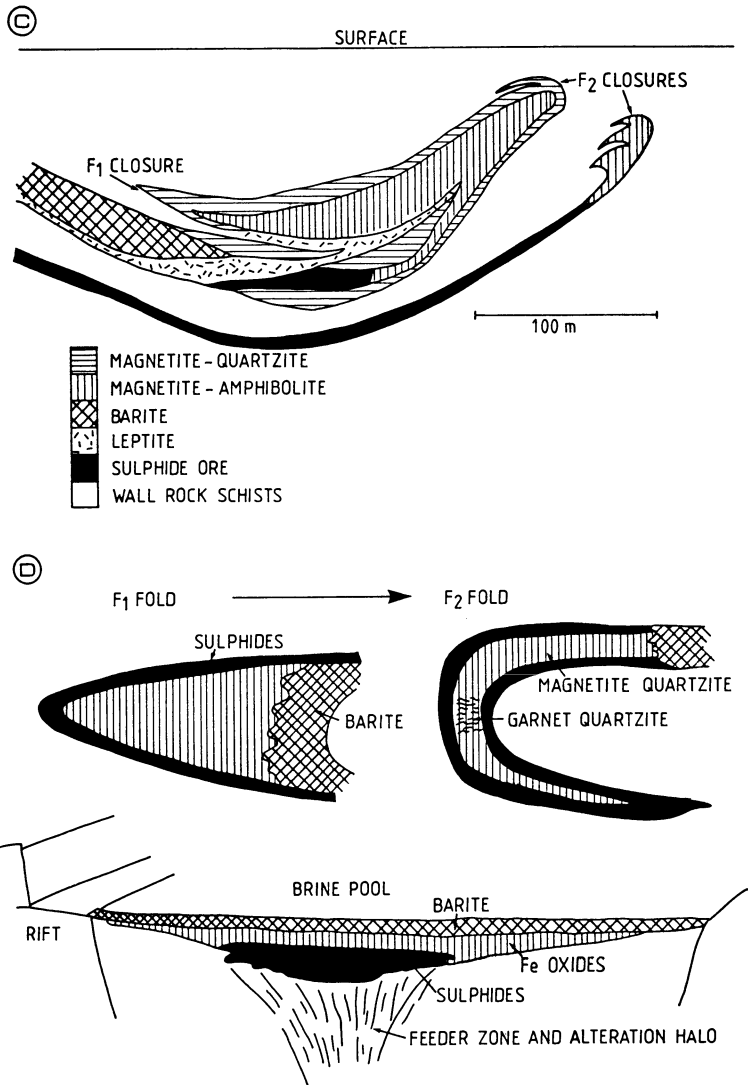 C
SURFACE
F2 CLOSURES
F1 CLOSURE
100 m
MAGNETITE-QUARTZITE
MAGNETITE-AMPHIBOLITE
BARITE
LEPTITE
SULPHIDE ORE
WALL ROCK SCHISTS
D
F1 FOLD
F2 FOLD
SULPHIDES
MAGNETITE QUARTZITE
BARITE
GARNET QUARTZITE
BRINE POOL
BARITE
RIFT
Fe OXIDES
SULPHIDES
FEEDER ZONE AND ALTERATION HALO